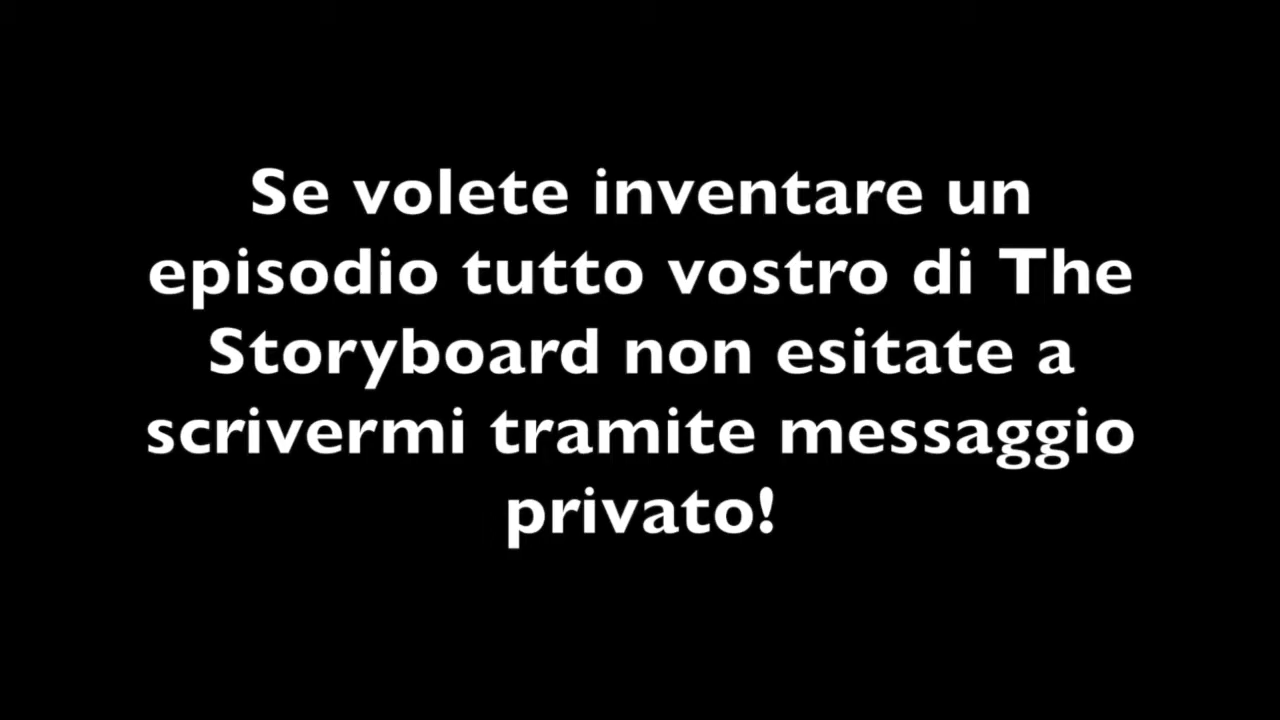 Se volete inventare un
episodio tutto vostro di The
Storyboard non esitate a
scrivermi tramite messaggio
privato!